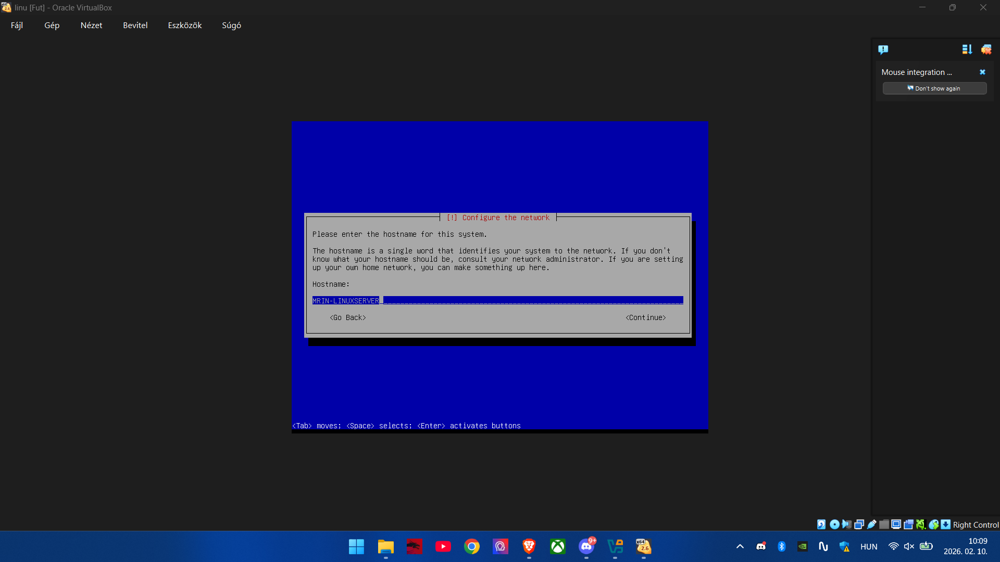 linu [Fut] - Oracle VirtualBox
Fájl Gép Nézet Bevitel Eszközök Súgó
Mouse integration ...
Don't show again
[!] Configure the network
Please enter the hostname for this system.
The hostname is a single word that identifies your system to the network. If you don't
know what your hostname should be, consult your network administrator. If you are setting
up your own home network, you can make something up here.
Hostname:
MRIN-LINUXSERVER
<Go Back> <Continue>
<Tab> moves; <Space> selects; <Enter> activates buttons
Right Control
9+
x64
2.6
HUN
10:09
2026. 02. 10.